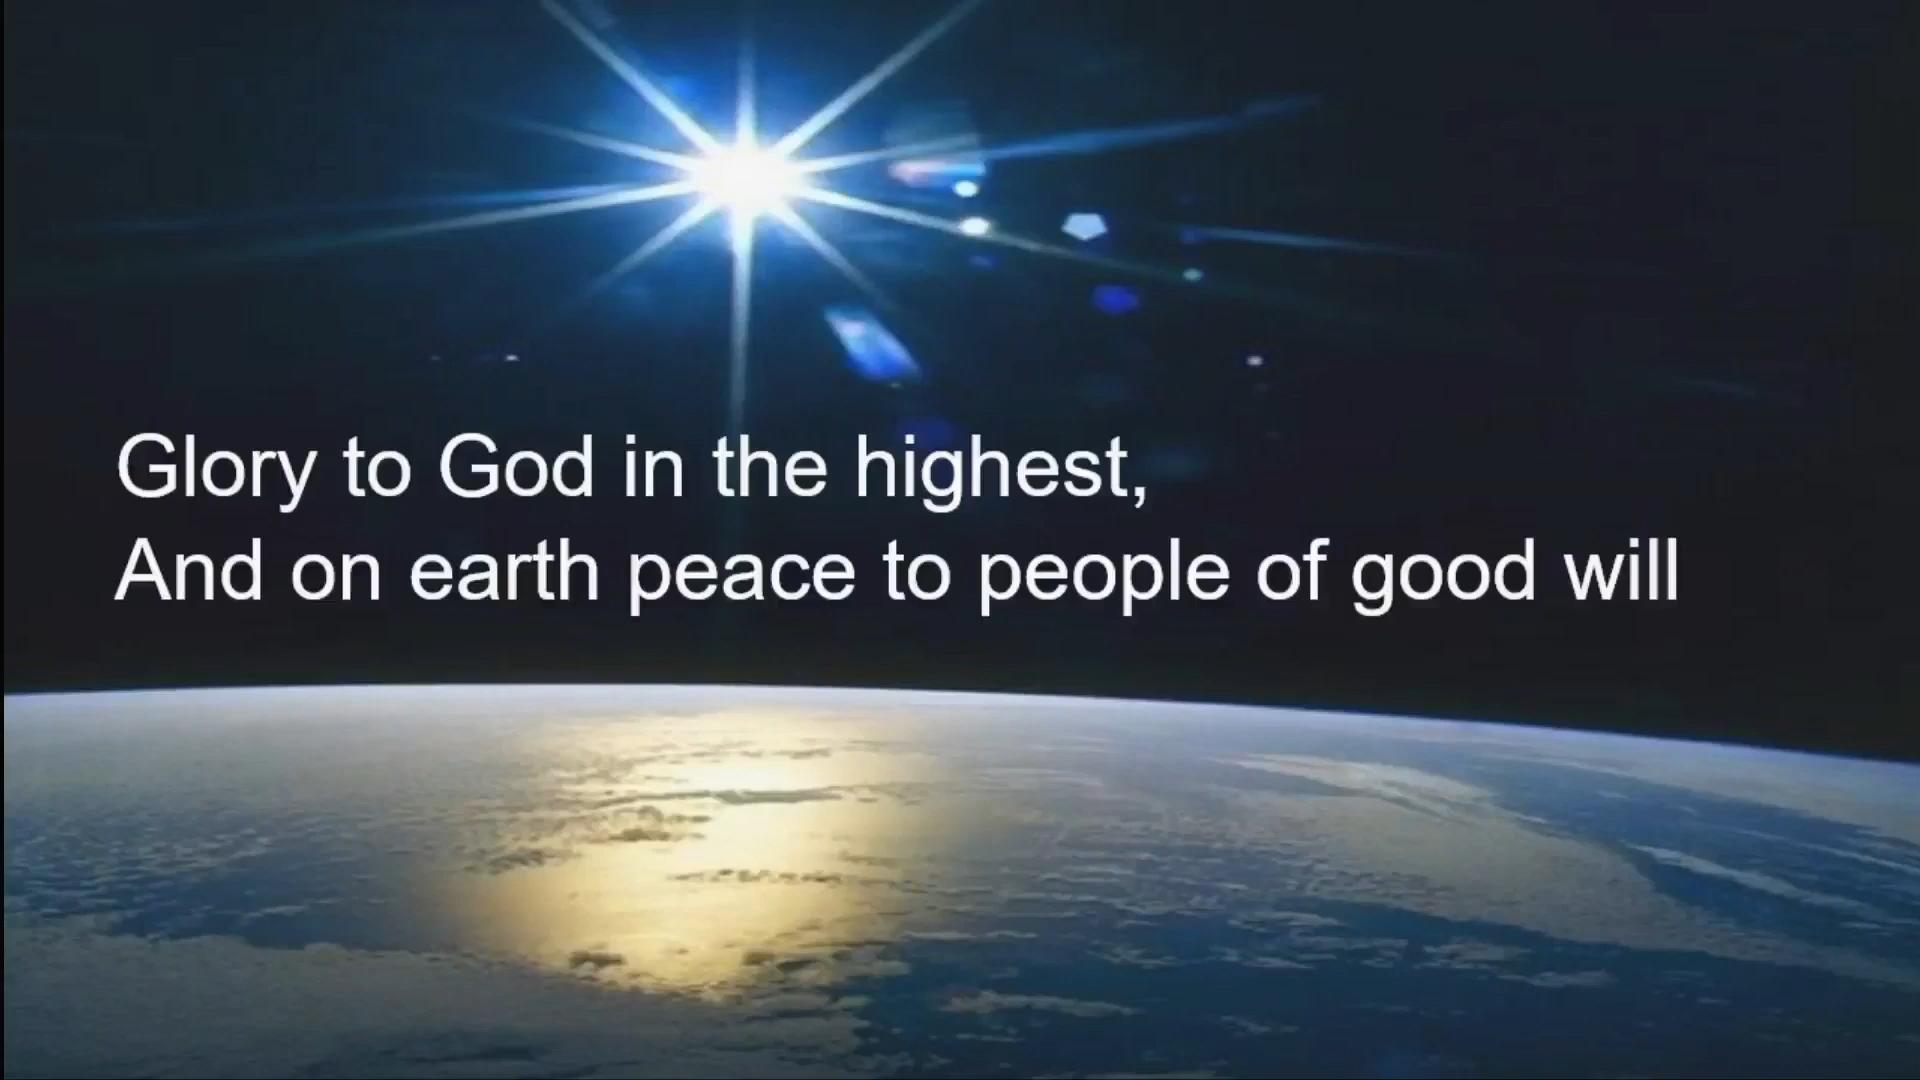 Glory to God in the highest,
And on earth peace to people of good will